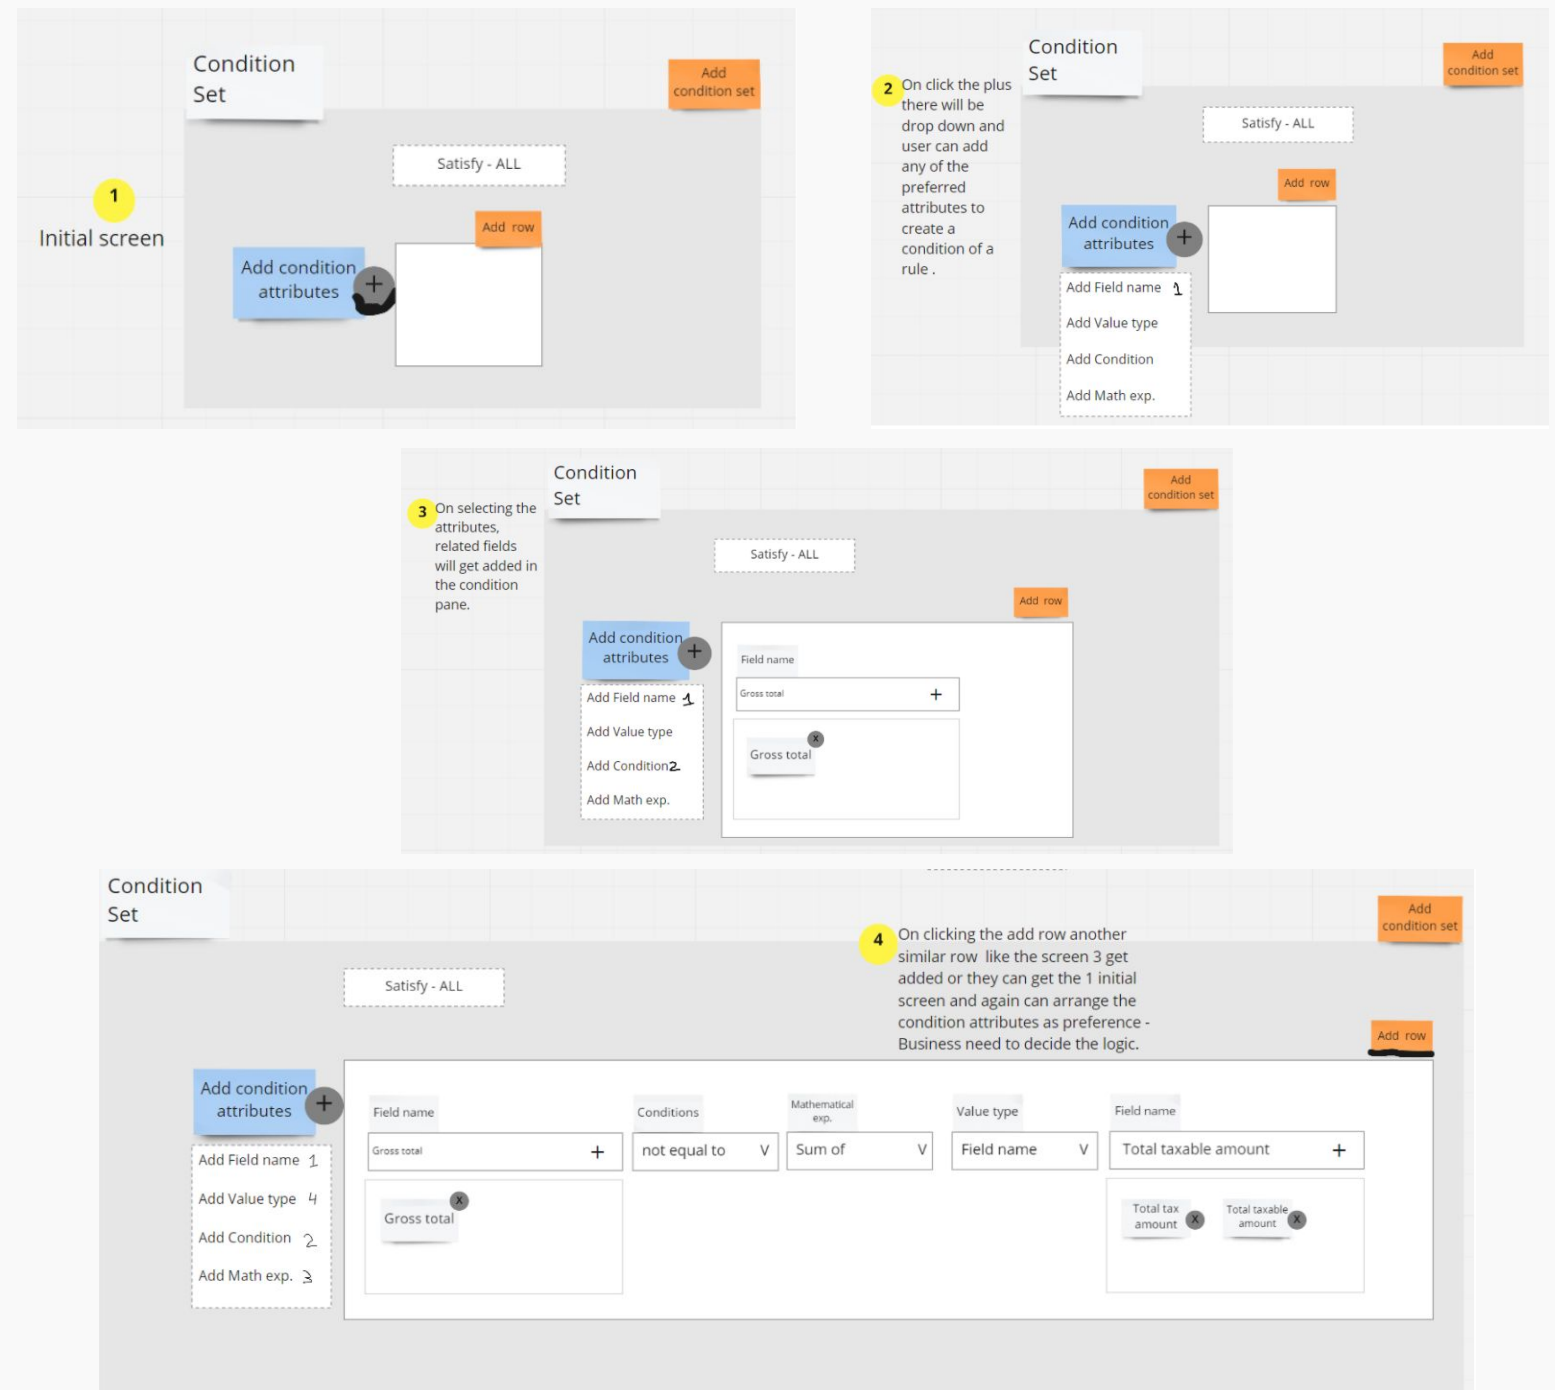 Condition
Set
Add
condition set
Satisfy - ALL
1
Initial screen
Add row
Add condition
attributes
+
Condition
Set
Add
condition set
2
On click the plus
there will be
drop down and
user can add
any of the
preferred
attributes to
create a
condition of a
rule .
Satisfy - ALL
Add row
Add condition
attributes
+
Add Field name 1
Add Value type
Add Condition
Add Math exp.
Condition
Set
Add
condition set
3
On selecting the
attributes,
related fields
will get added in
the condition
pane.
Satisfy - ALL
Add row
Add condition
attributes
+
Add Field name 1
Add Value type
Add Condition 2
Add Math exp.
Field name
Gross total +
Gross total
x
Condition
Set
Add
condition set
4
On clicking the add row another
similar row like the screen 3 get
added or they can get the 1 initial
screen and again can arrange the
condition attributes as preference -
Business need to decide the logic.
Satisfy - ALL
Add row
Add condition
attributes
+
Add Field name 1
Add Value type 4
Add Condition 2
Add Math exp. 3
Field name
Gross total +
Gross total
x
Conditions
not equal to V
Mathematical
exp.
Sum of V
Value type
Field name V
Field name
Total taxable amount +
Total tax
amount
x
Total taxable
amount
x